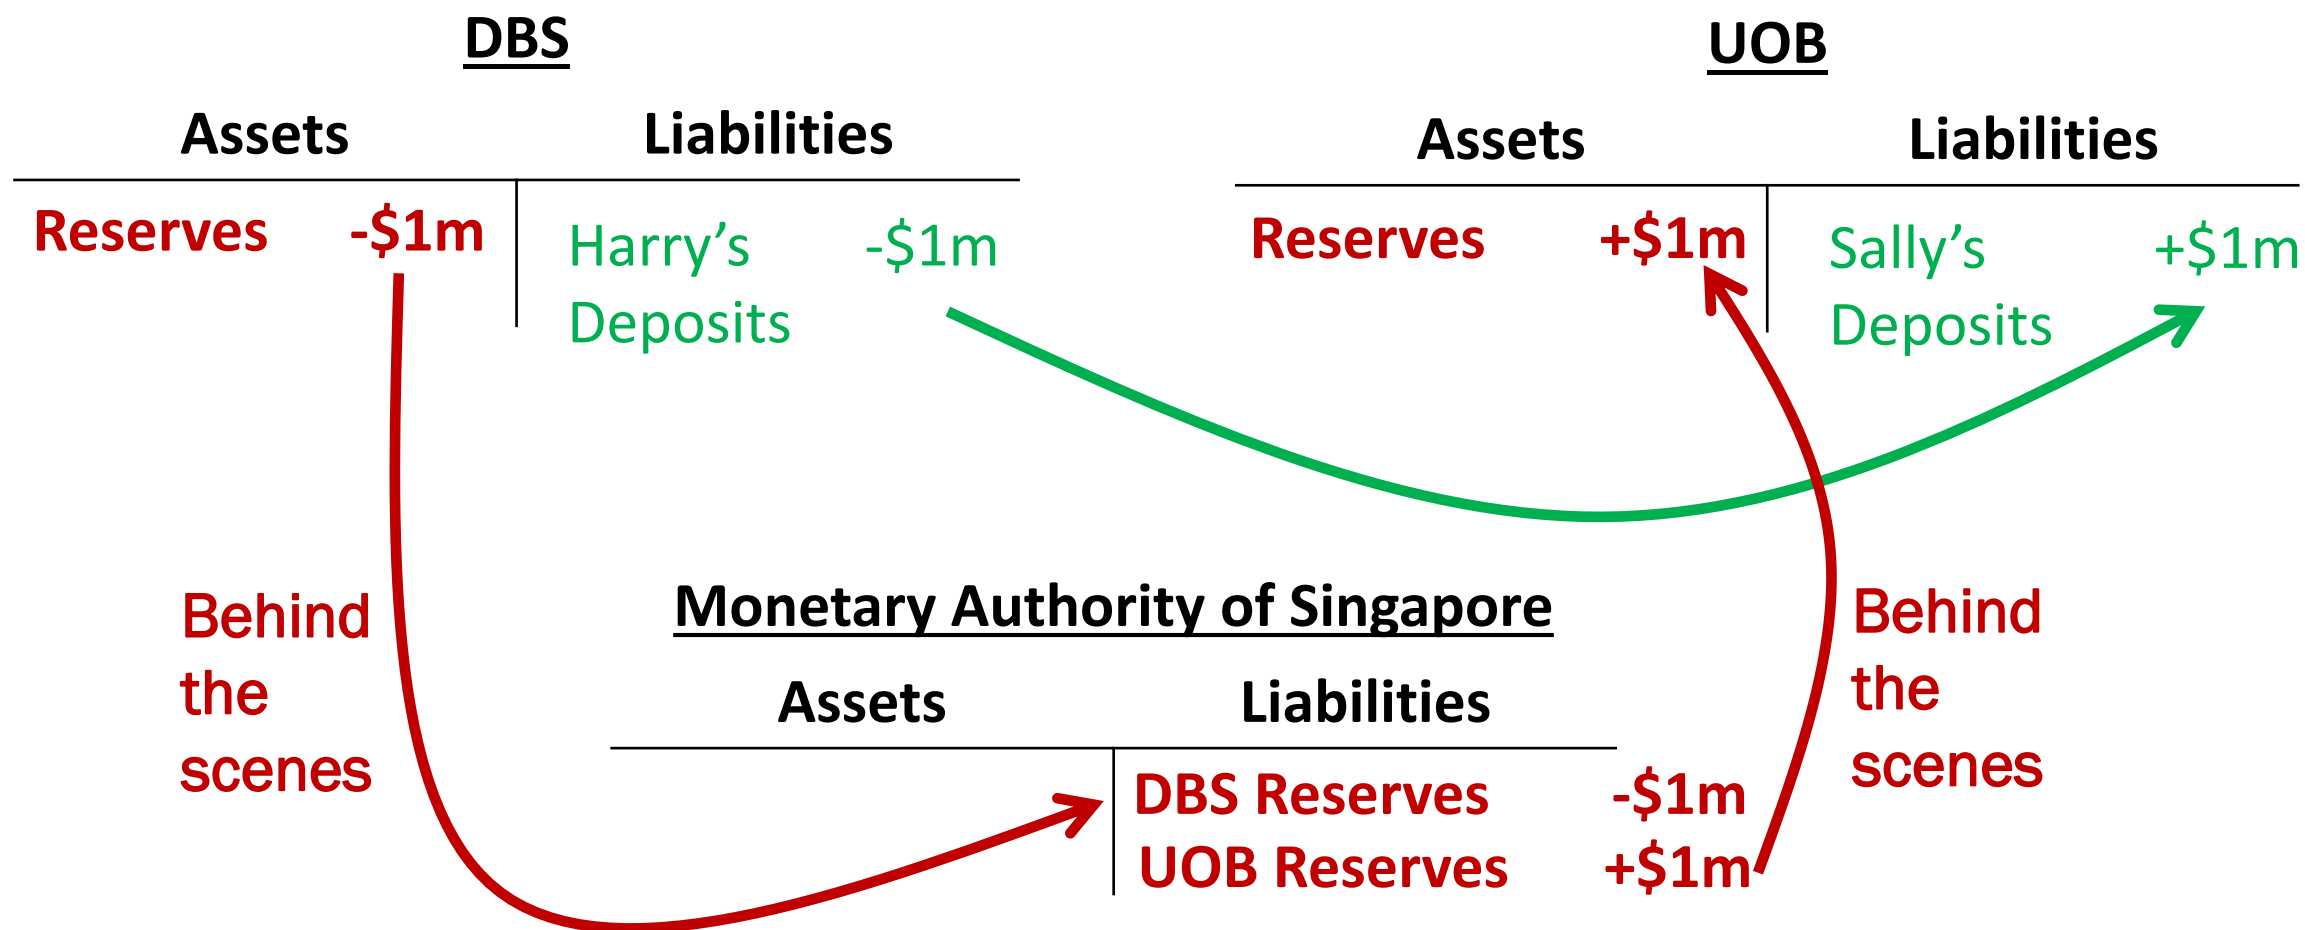 DBS
Assets Liabilities
Reserves -$1m
Harry’s -$1m
Deposits
UOB
Assets Liabilities
Reserves +$1m
Sally’s +$1m
Deposits
Behind
the
scenes
Monetary Authority of Singapore
Assets Liabilities
DBS Reserves -$1m
UOB Reserves +$1m
Behind
the
scenes